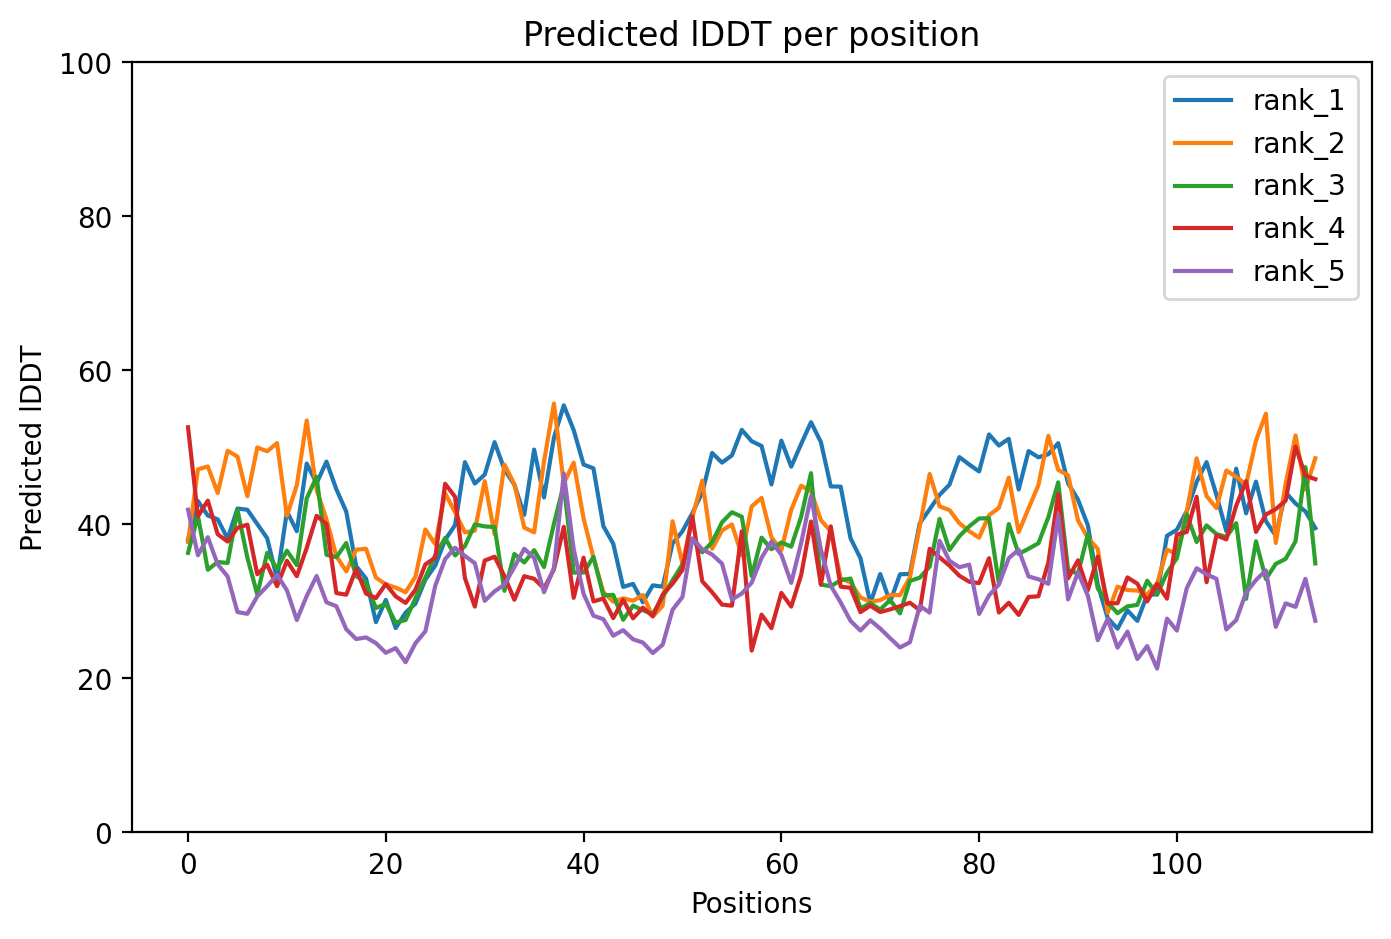 Predicted lDDT per position
100
80
60
40
20
0
Predicted lDDT
0 20 40 60 80 100
Positions
rank_1
rank_2
rank_3
rank_4
rank_5